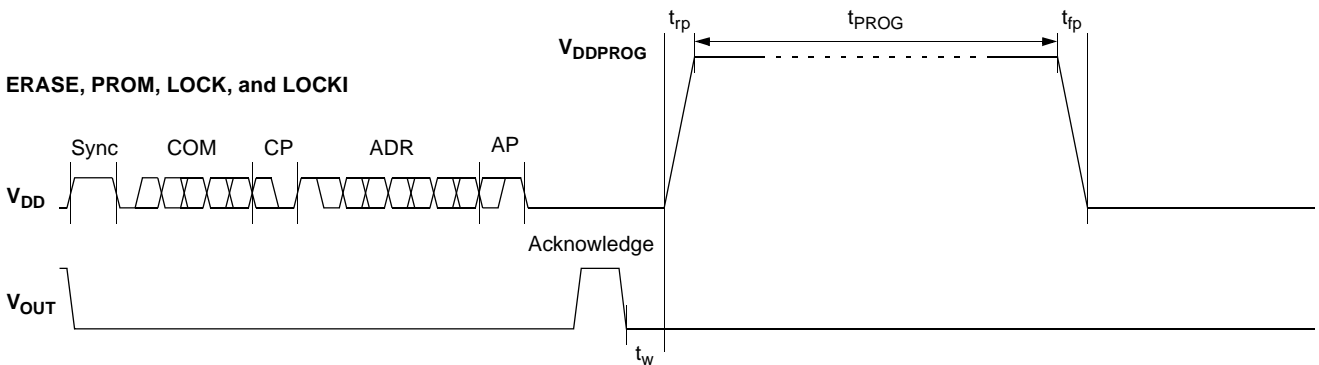 t_rp t_PROG t_fp
V_DDPROG
ERASE, PROM, LOCK, and LOCKI
Sync COM CP ADR AP
V_DD
Acknowledge
V_OUT
t_w